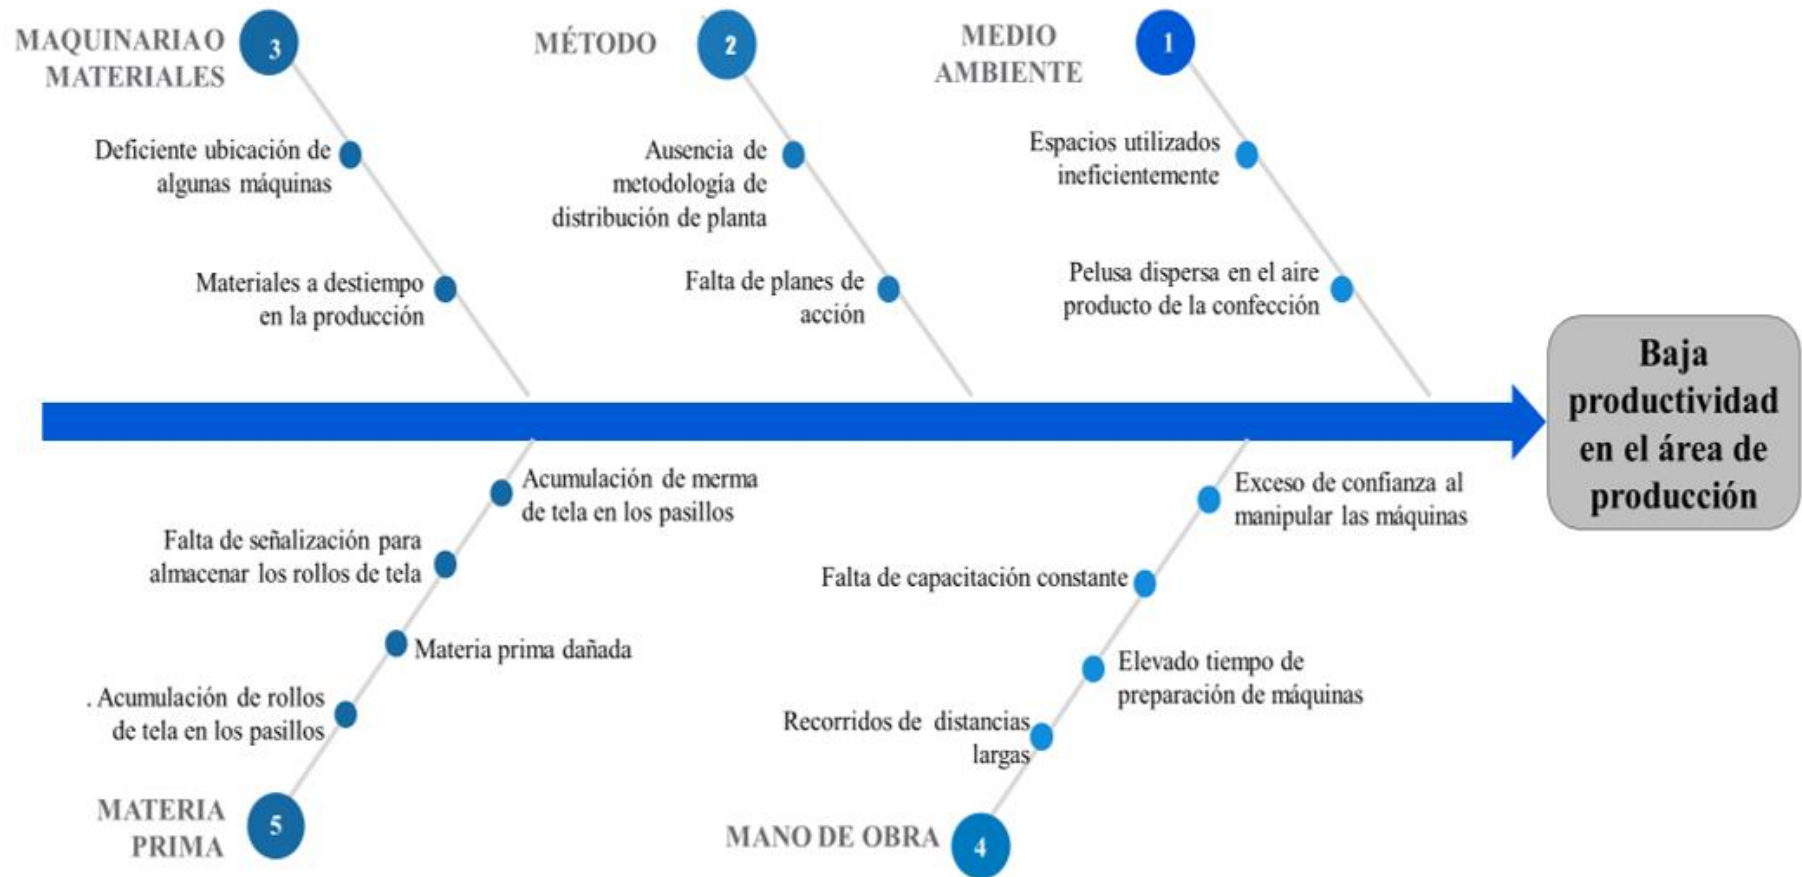 MAQUINARIA O
MATERIALES
3
Deficiente ubicación de
algunas máquinas
Materiales a destiempo
en la producción
MÉTODO
2
Ausencia de
metodología de
distribución de planta
Falta de planes de
acción
MEDIO
AMBIENTE
1
Espacios utilizados
ineficientemente
Pelusa dispersa en el aire
producto de la confección
Baja
productividad
en el área de
producción
Acumulación de merma
de tela en los pasillos
Falta de señalización para
almacenar los rollos de tela
Materia prima dañada
. Acumulación de rollos
de tela en los pasillos
MATERIA
PRIMA
5
Exceso de confianza al
manipular las máquinas
Falta de capacitación constante
Elevado tiempo de
preparación de máquinas
Recorridos de distancias
largas
MANO DE OBRA
4